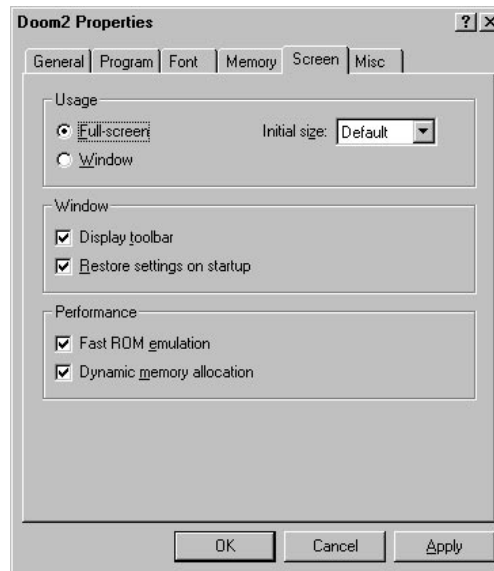 Doom2 Properties
General Program Font Memory Screen Misc
Usage
Full-screen Initial size: Default
Window
Window
Display toolbar
Restore settings on startup
Performance
Fast ROM emulation
Dynamic memory allocation
OK Cancel Apply